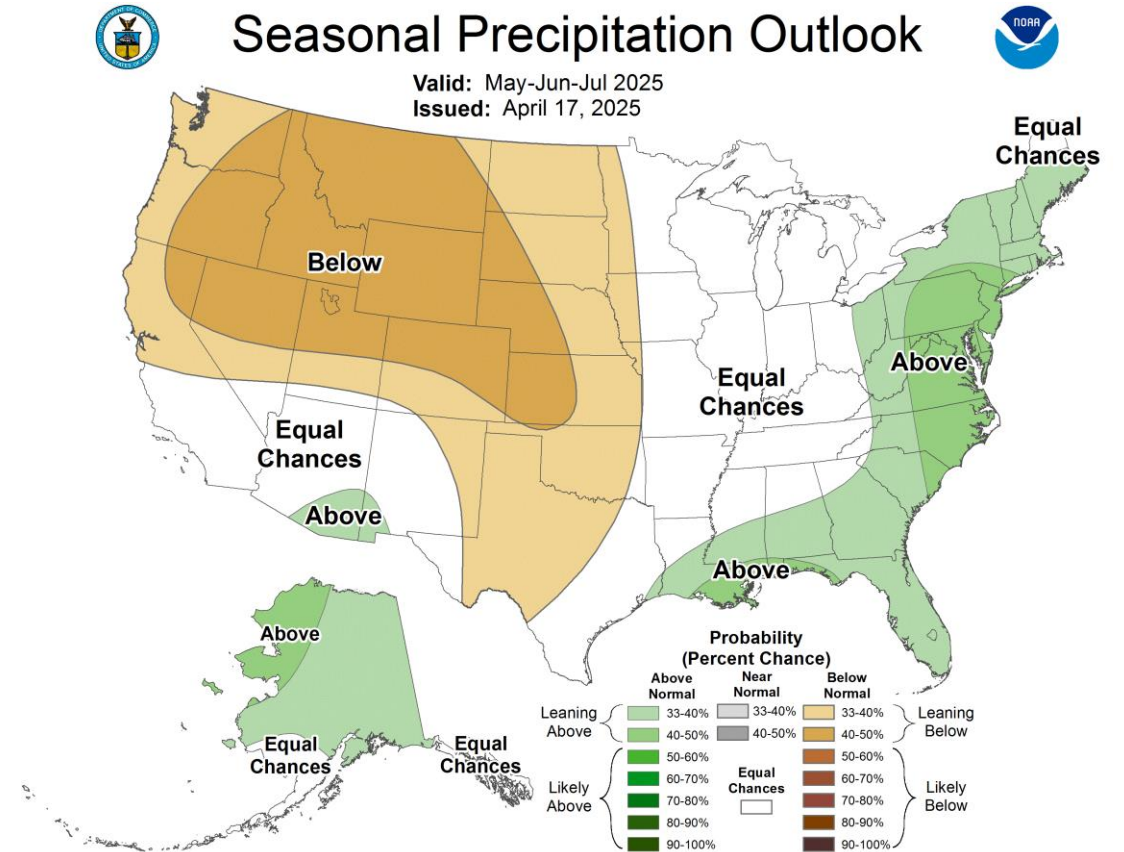 Seasonal Precipitation Outlook
NOAA
Valid: May-Jun-Jul 2025
Issued: April 17, 2025
Equal
Chances
Below
Above
Equal
Chances
Equal
Chances
Above
Above
Above
Equal
Chances
Equal
Chances
Probability
(Percent Chance)
Above
Normal
Near
Normal
Below
Normal
Leaning
Above
33-40%
40-50%
33-40%
40-50%
33-40%
40-50%
Leaning
Below
Likely
Above
50-60%
60-70%
70-80%
80-90%
90-100%
Equal
Chances
50-60%
60-70%
70-80%
80-90%
90-100%
Likely
Below